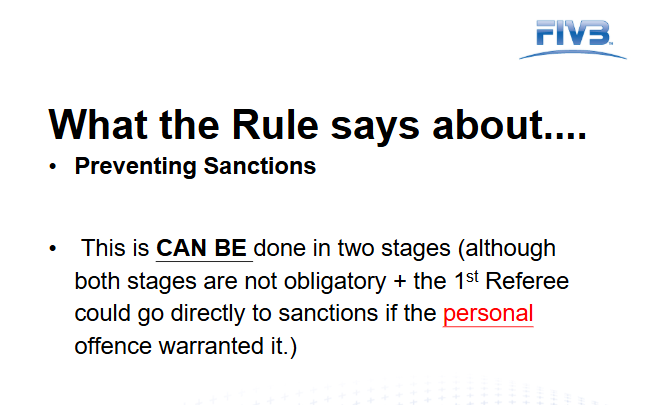 FIVB
What the Rule says about....
• Preventing Sanctions
• This is CAN BE done in two stages (although
both stages are not obligatory + the 1st Referee
could go directly to sanctions if the personal
offence warranted it.)